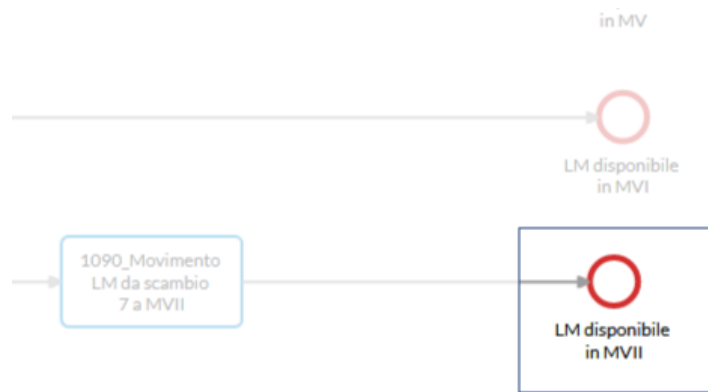 in MV
LM disponibile
in MVI
1090_Movimento
LM da scambio
7 a MVII
LM disponibile
in MVII